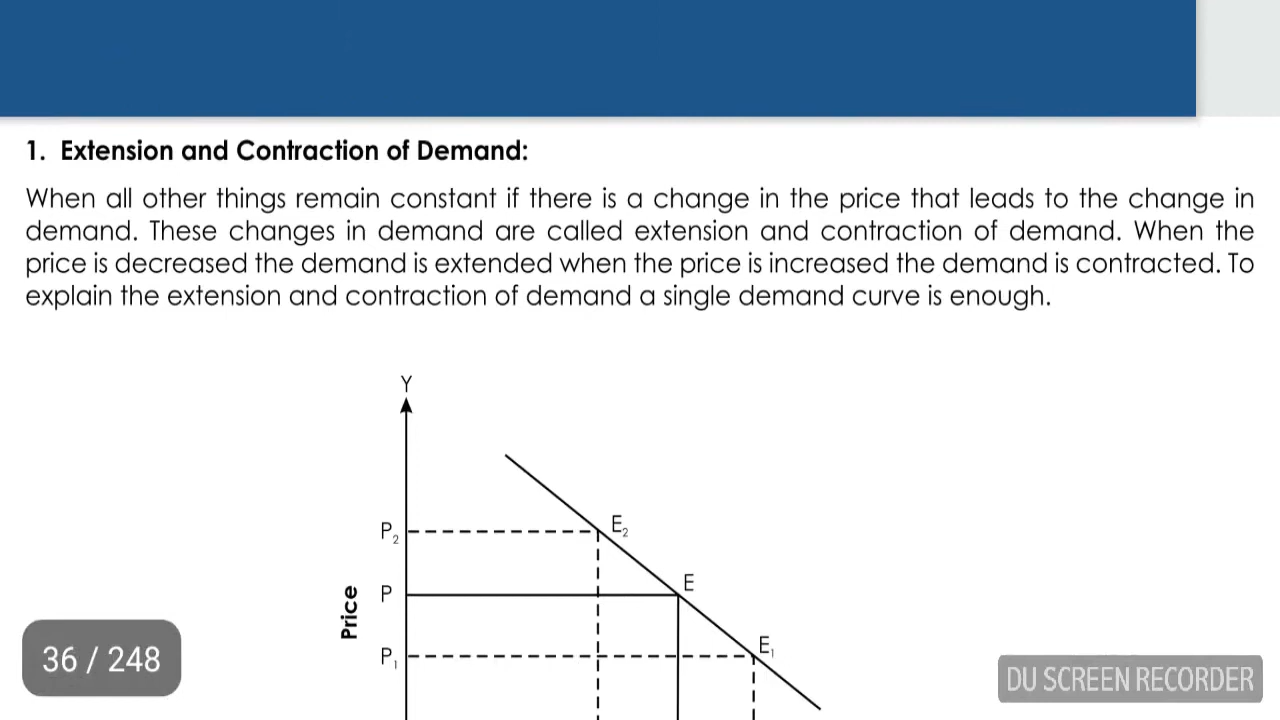 1. Extension and Contraction of Demand:
When all other things remain constant if there is a change in the price that leads to the change in
demand. These changes in demand are called extension and contraction of demand. When the
price is decreased the demand is extended when the price is increased the demand is contracted. To
explain the extension and contraction of demand a single demand curve is enough.
Y
P₂
E₂
Price
P
E
P₁
E₁
36 / 248
DU SCREEN RECORDER